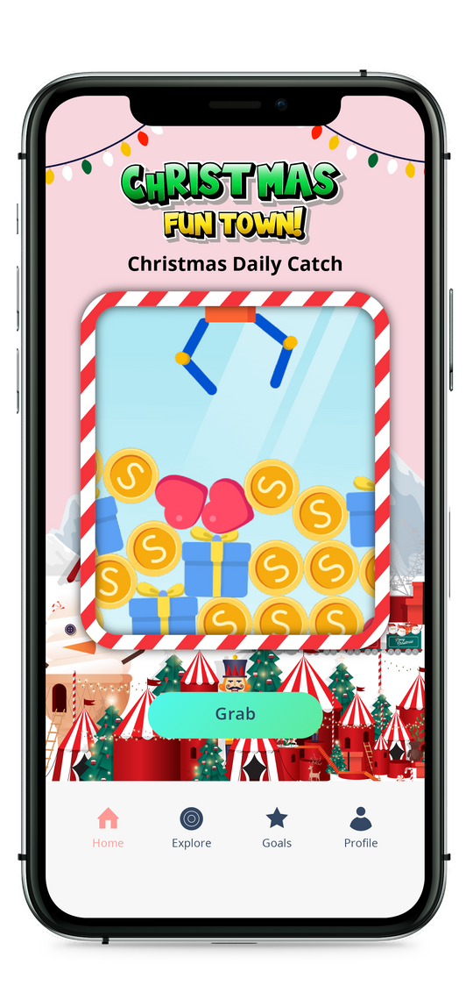 CHRISTMAS
FUN TOWN!
Christmas Daily Catch
S
S
S
S
S
S
S
S
S
S
Grab
Home
Explore
Goals
Profile